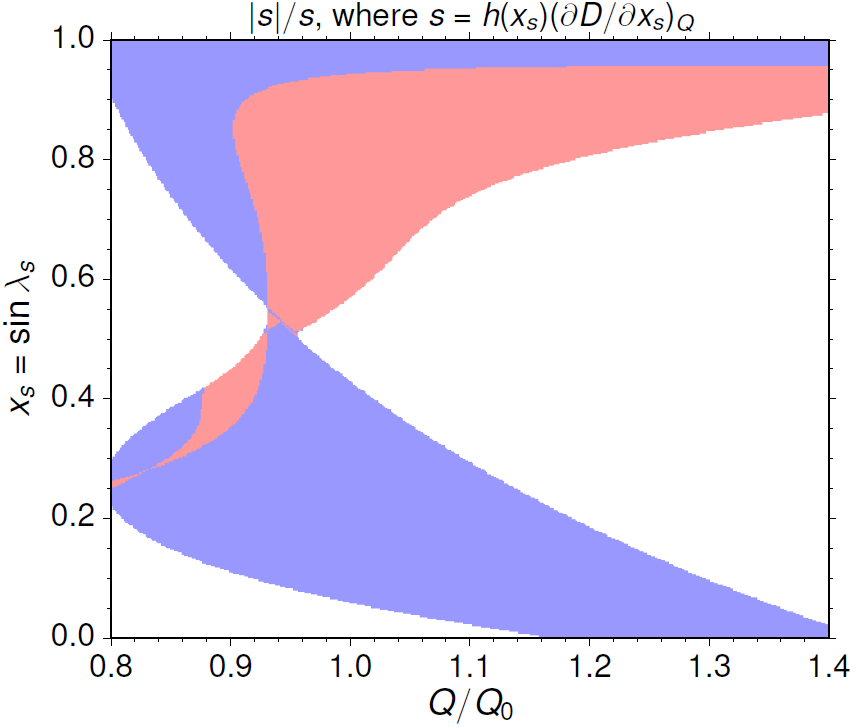 |s|/s, where s = h(xₛ)(∂D/∂xₛ)_Q
1.0
0.8
0.6
0.4
0.2
0.0
xₛ = sin λₛ
0.8 0.9 1.0 1.1 1.2 1.3 1.4
Q/Q₀